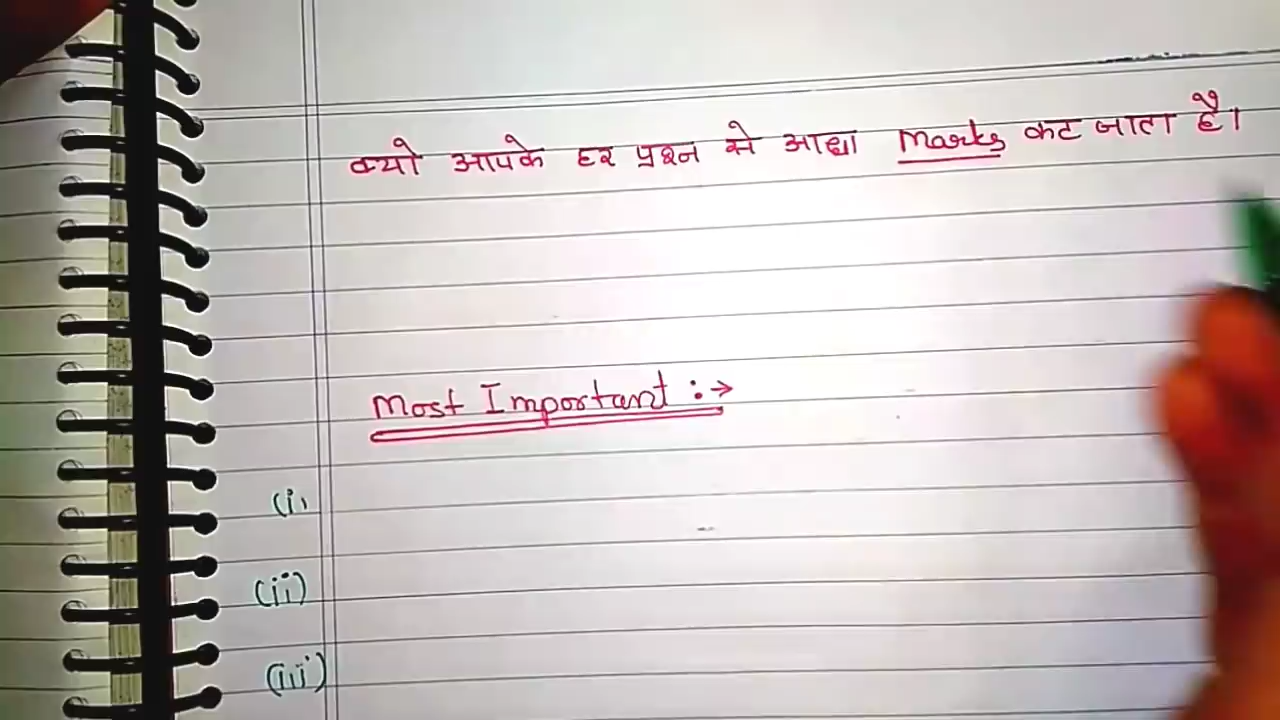 क्यो आपके हर प्रश्न से आधा Marks कट जाता है।
Most Important :→
(i)
(ii)
(iii)